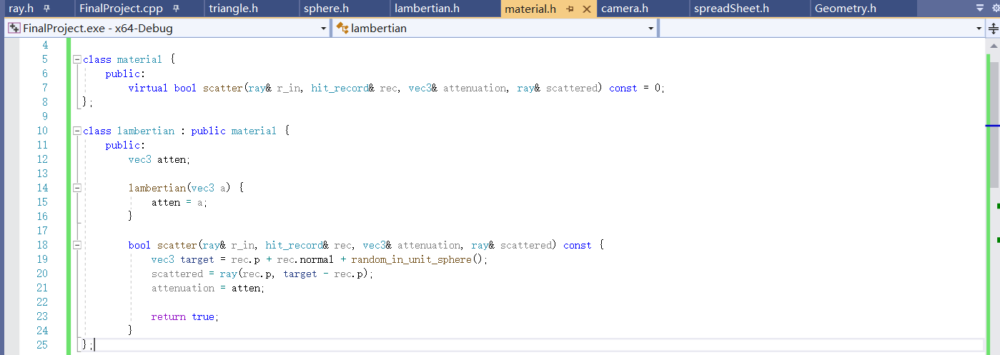 ray.h FinalProject.cpp triangle.h sphere.h lambertian.h material.h camera.h spreadSheet.h Geometry.h
FinalProject.exe - x64-Debug lambertian
4
5 class material {
6 public:
7 virtual bool scatter(ray& r_in, hit_record& rec, vec3& attenuation, ray& scattered) const = 0;
8 };
9
10 class lambertian : public material {
11 public:
12 vec3 atten;
13
14 lambertian(vec3 a) {
15 atten = a;
16 }
17
18 bool scatter(ray& r_in, hit_record& rec, vec3& attenuation, ray& scattered) const {
19 vec3 target = rec.p + rec.normal + random_in_unit_sphere();
20 scattered = ray(rec.p, target - rec.p);
21 attenuation = atten;
22
23 return true;
24 }
25 };